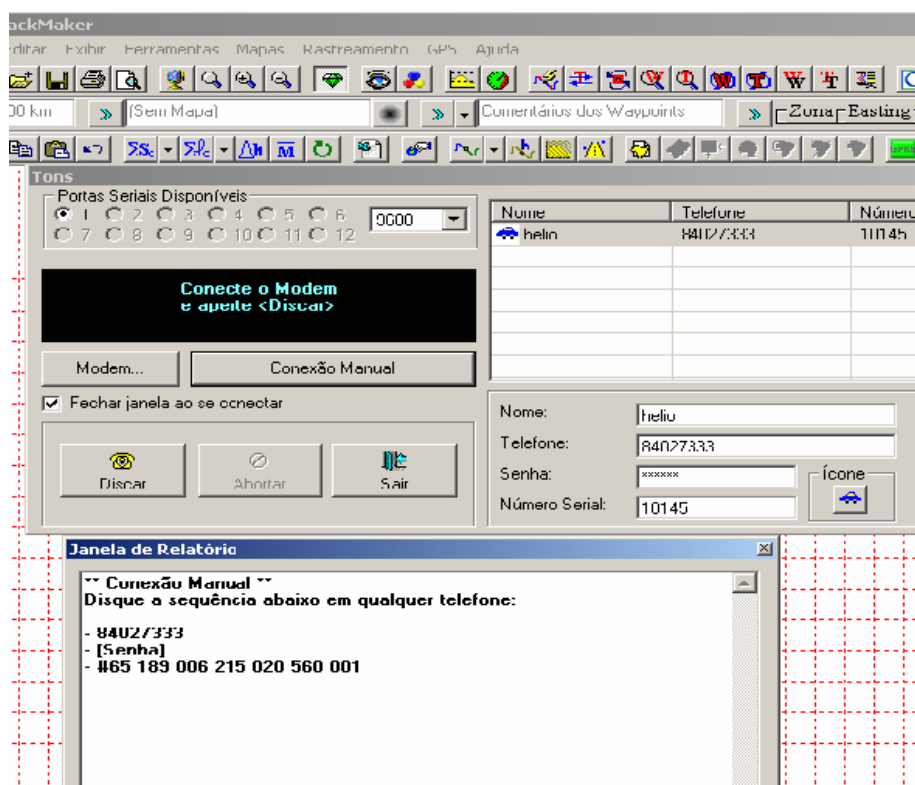 ackMaker
ditar Exibir Ferramentas Mapas Rastreamento GPS Ajuda
00 km (Sem Mapa) Comentários dos Waypoints Zona Easting
Tons
Portas Seriais Disponíveis
1 2 3 4 5 6
9600
7 8 9 10 11 12
Nome Telefone Número
helio 84027333 10145
Conecte o Modem
e aperte <Discar>
Modem... Conexão Manual
Fechar janela ao se conectar
Discar Abortar Sair
Nome: helio
Telefone: 84027333
Senha: ******
Ícone
Número Serial: 10145
Janela de Relatório
** Conexão Manual **
Disque a sequência abaixo em qualquer telefone:
- 84027333
- [Senha]
- #65 189 006 215 020 560 001